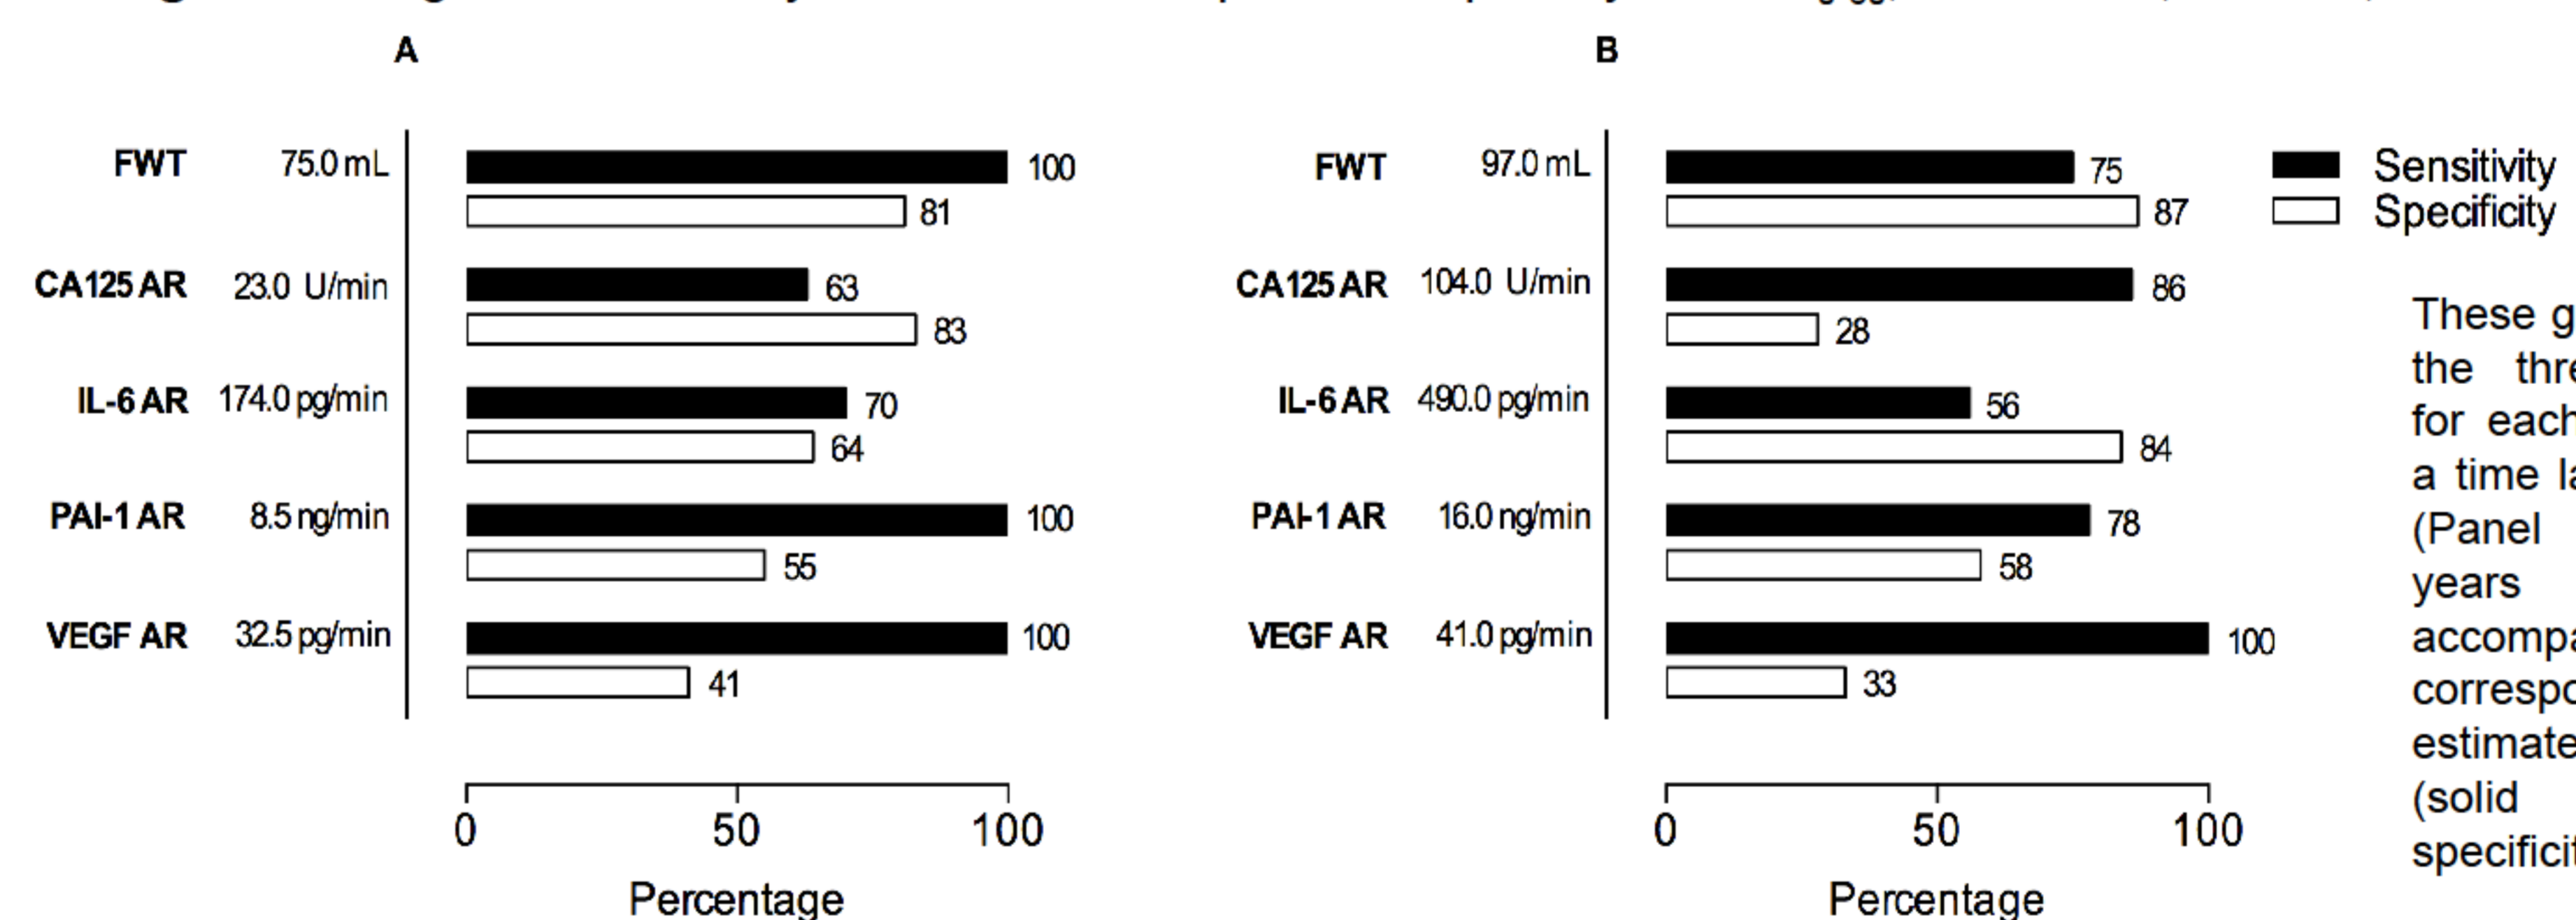 A
FWT 75.0 mL 100
81
CA125 AR 23.0 U/min 63
83
IL-6 AR 174.0 pg/min 70
64
PAI-1 AR 8.5 ng/min 100
55
VEGF AR 32.5 pg/min 100
41
0 50 100
Percentage
B
FWT 97.0 mL 75
87
CA125 AR 104.0 U/min 86
28
IL-6 AR 490.0 pg/min 56
84
PAI-1 AR 16.0 ng/min 78
58
VEGF AR 41.0 pg/min 100
33
0 50 100
Percentage
Sensitivity
Specificity
These
the
for each
a time
(Panel
years
(solid